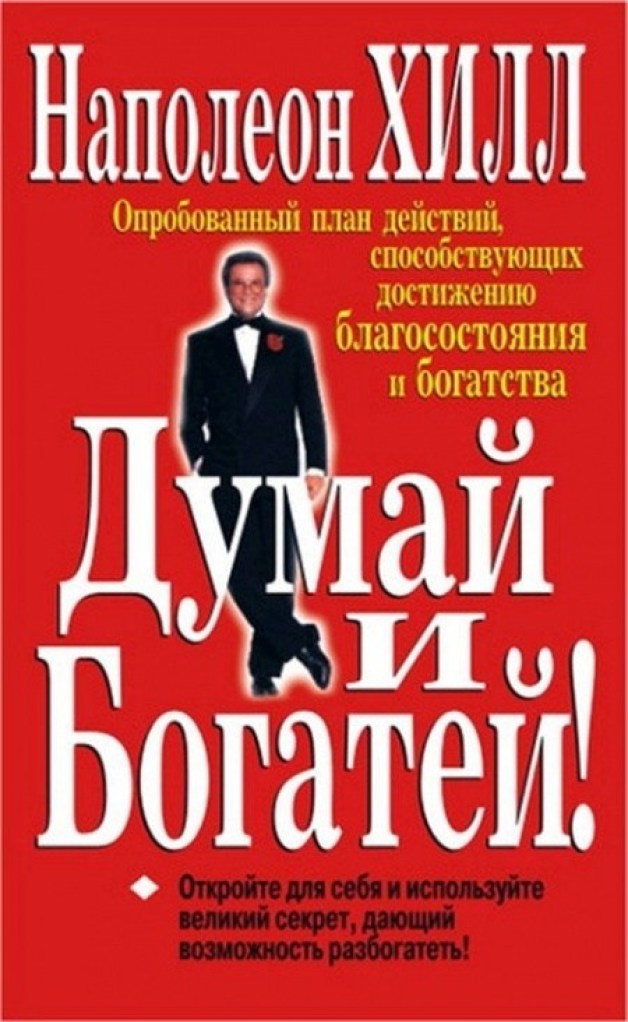 Наполеон ХИЛЛ
Опробованный план действий,
способствующих
достижению
благосостояния
и богатства
Думай
и
Богатей!
Откройте для себя и используйте
великий секрет, дающий
возможность разбогатеть!